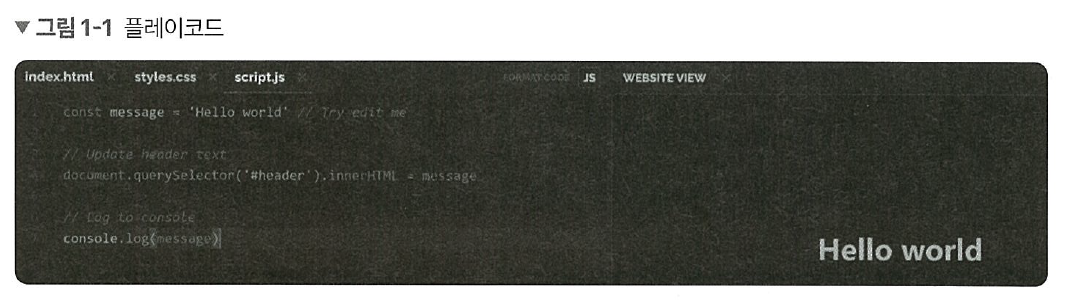 ▼ 그림 1-1 플레이코드
index.html × styles.css × script.js × FORMAT CODE JS WEBSITE VIEW ×
const message = 'Hello world' // Try edit me
// Update header text
document.querySelector('#header').innerHTML = message
// Log to console
console.log(message)
Hello world